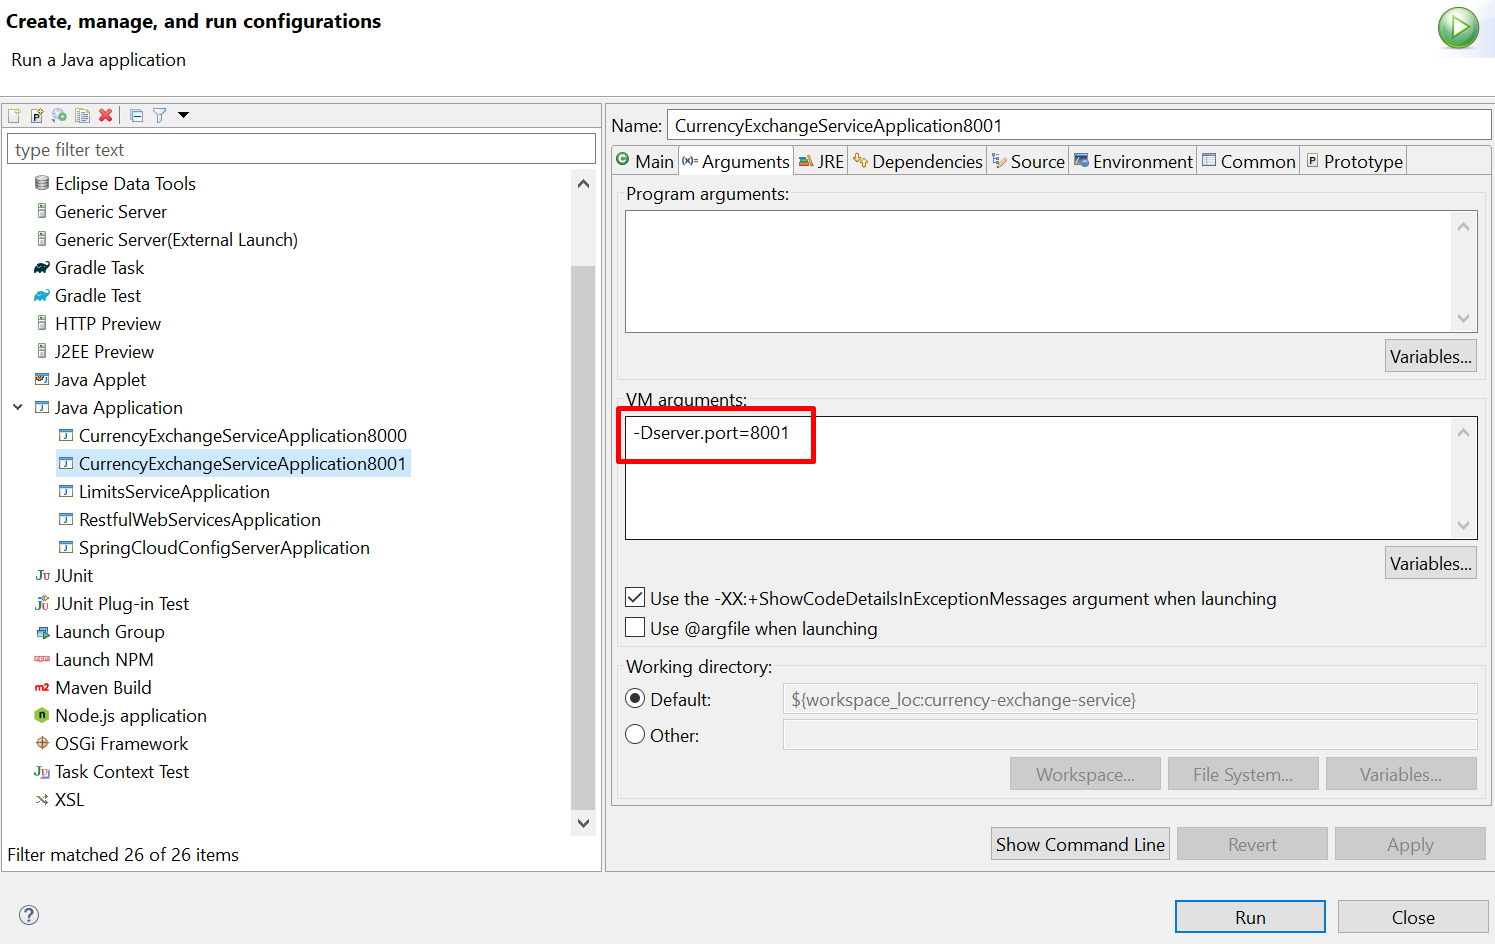 Create, manage, and run configurations
Run a Java application
type filter text
Eclipse Data Tools
Generic Server
Generic Server(External Launch)
Gradle Task
Gradle Test
HTTP Preview
J2EE Preview
Java Applet
Java Application
CurrencyExchangeServiceApplication8000
CurrencyExchangeServiceApplication8001
LimitsServiceApplication
RestfulWebServicesApplication
SpringCloudConfigServerApplication
JUnit
JUnit Plug-in Test
Launch Group
Launch NPM
Maven Build
Node.js application
OSGi Framework
Task Context Test
XSL
Filter matched 26 of 26 items
Name: CurrencyExchangeServiceApplication8001
Main (x)= Arguments JRE Dependencies Source Environment Common Prototype
Program arguments:
Variables...
VM arguments:
-Dserver.port=8001
Variables...
Use the -XX:+ShowCodeDetailsInExceptionMessages argument when launching
Use @argfile when launching
Working directory:
Default: ${workspace_loc:currency-exchange-service}
Other:
Workspace... File System... Variables...
Show Command Line Revert Apply
Run Close